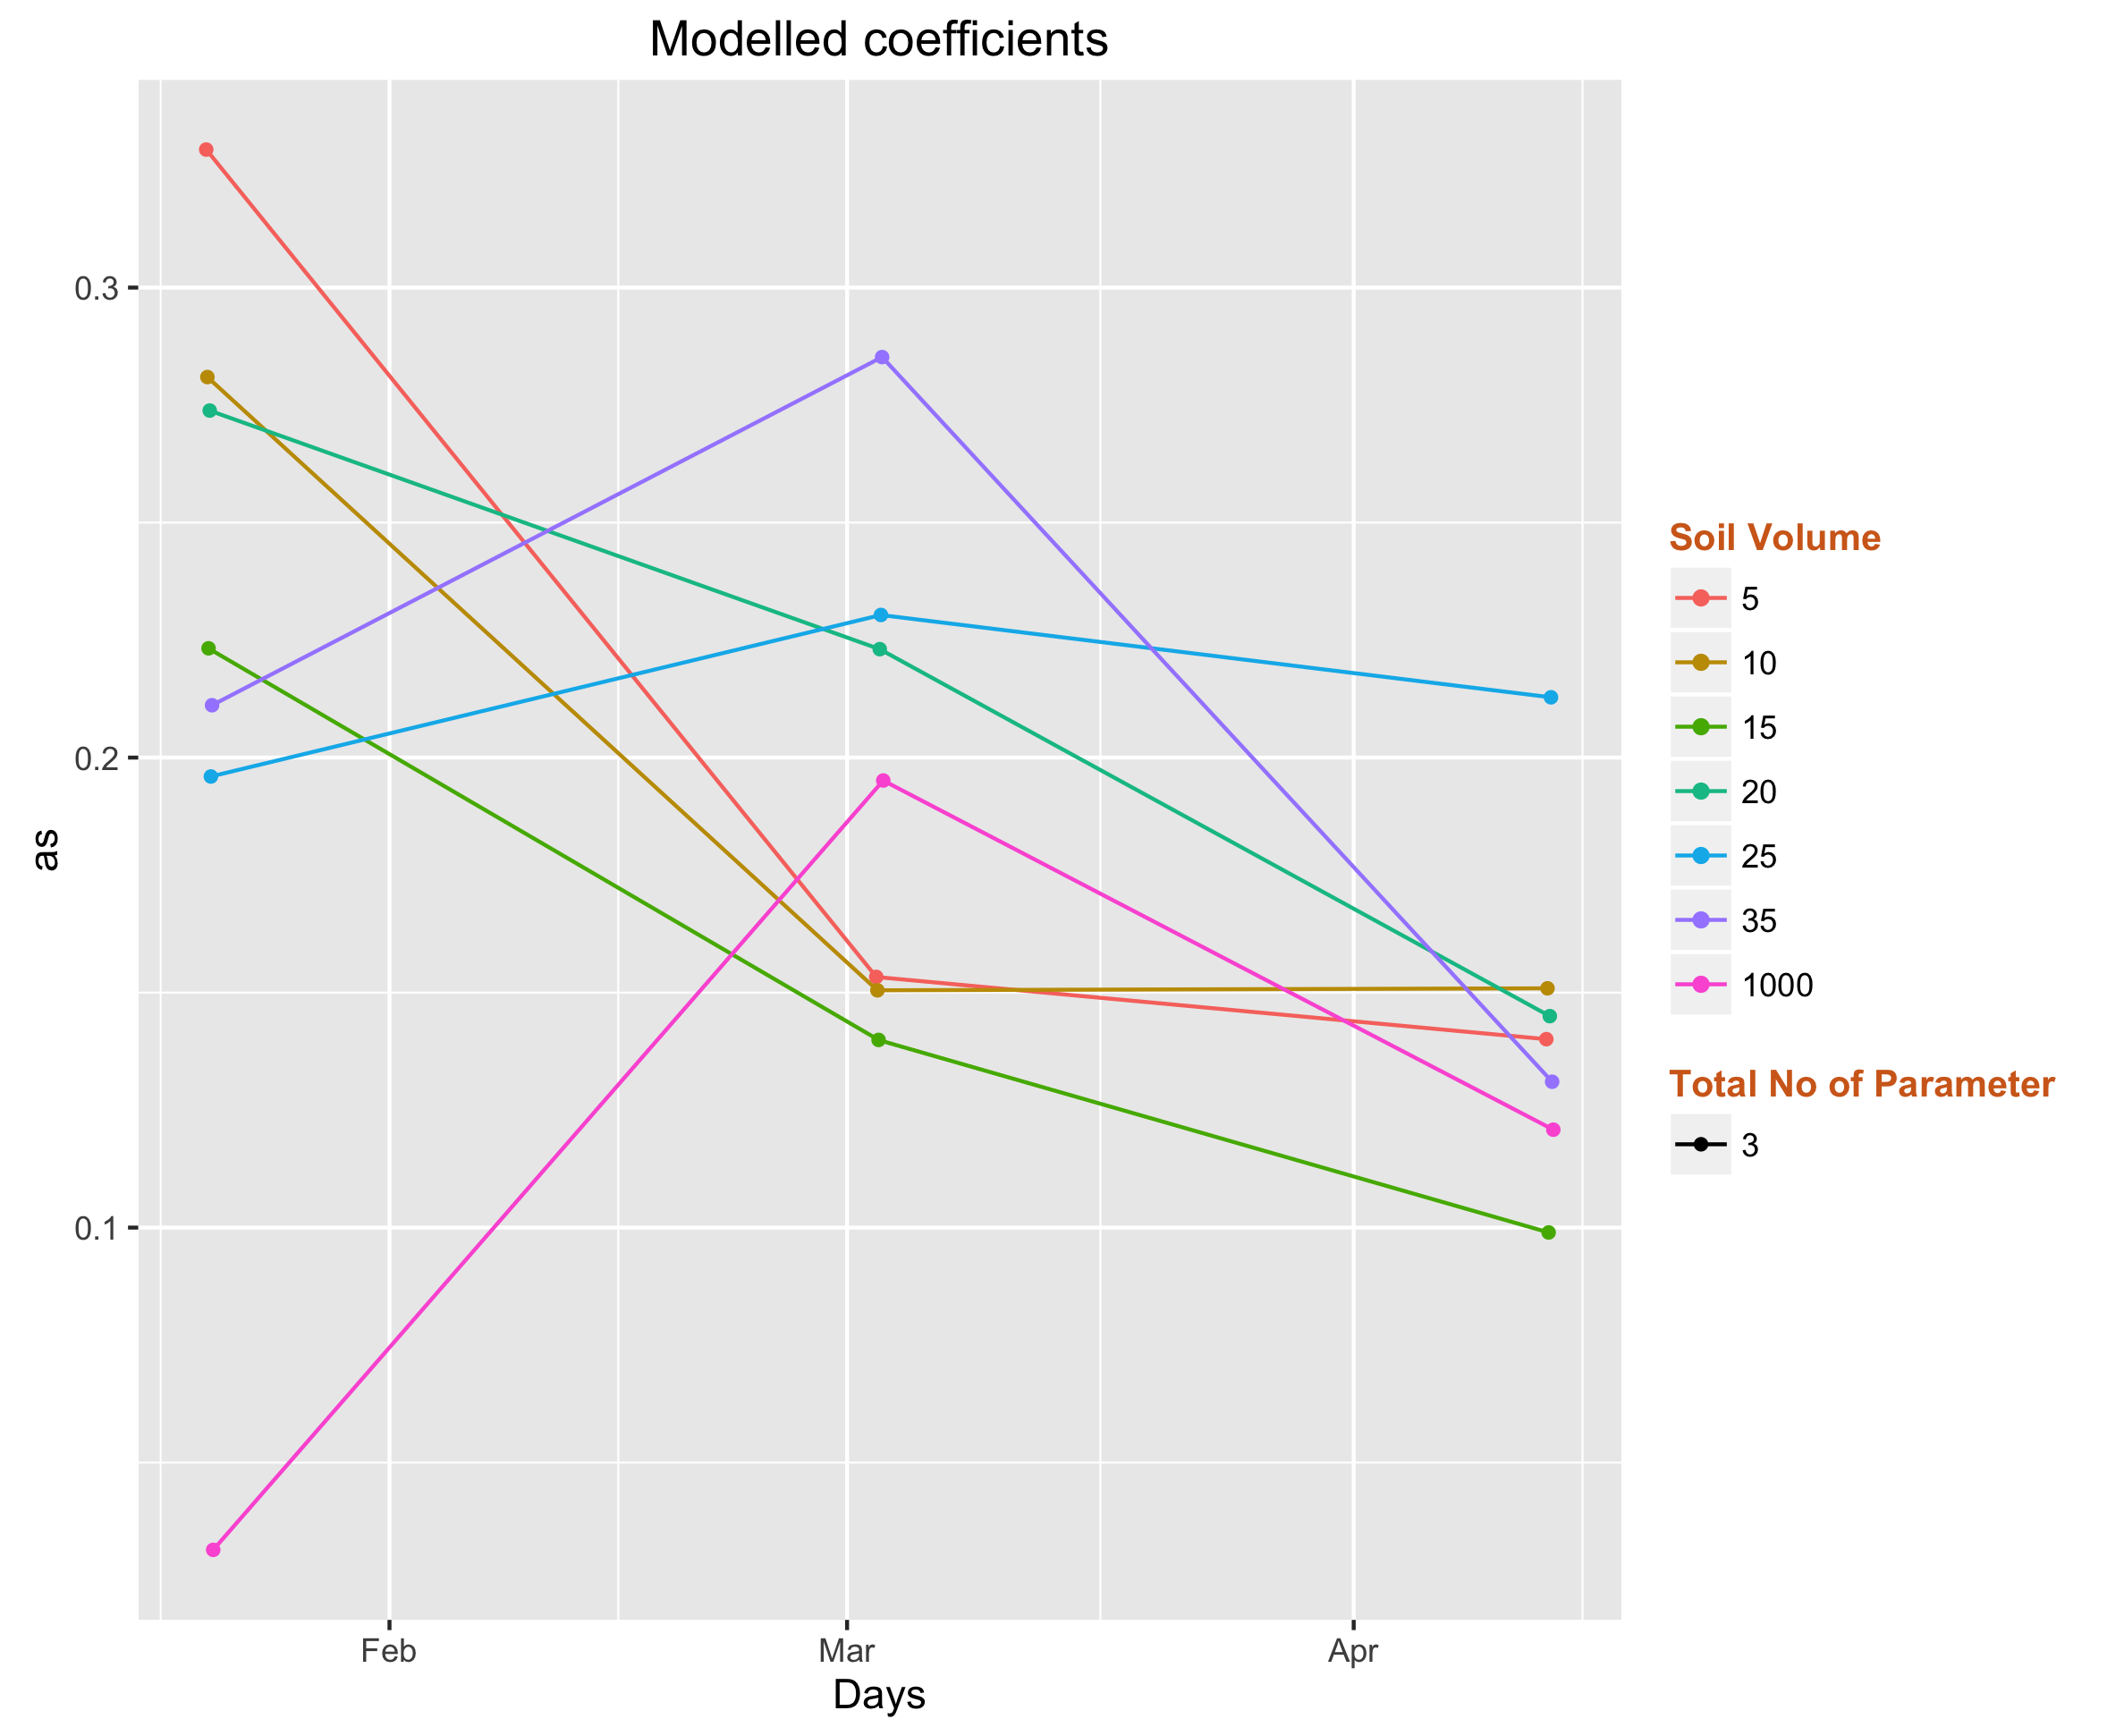 Modelled coefficients
0.3
0.2
0.1
as
Feb Mar Apr
Days
Soil Volume
5
10
15
20
25
35
1000
Total No of Parameter
3